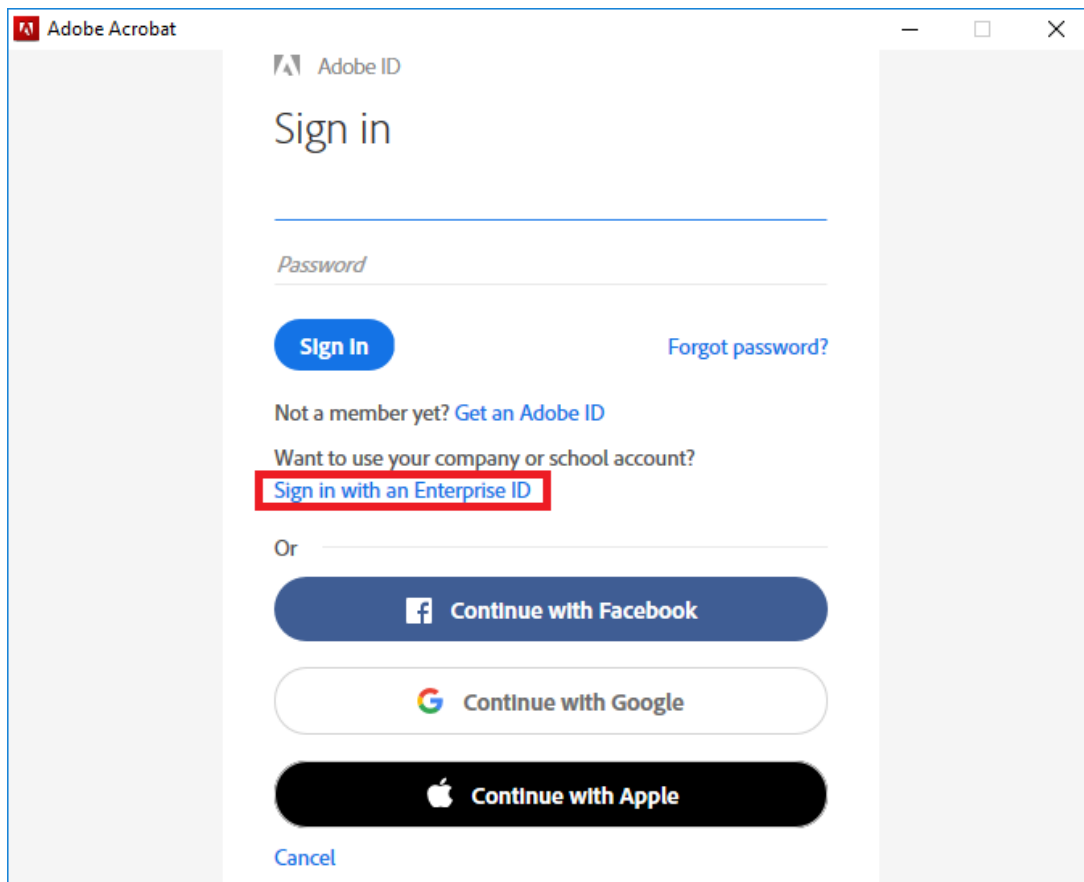 Adobe Acrobat
Adobe ID
Sign in
Password
Sign in
Forgot password?
Not a member yet? Get an Adobe ID
Want to use your company or school account?
Sign in with an Enterprise ID
Or
Continue with Facebook
Continue with Google
Continue with Apple
Cancel